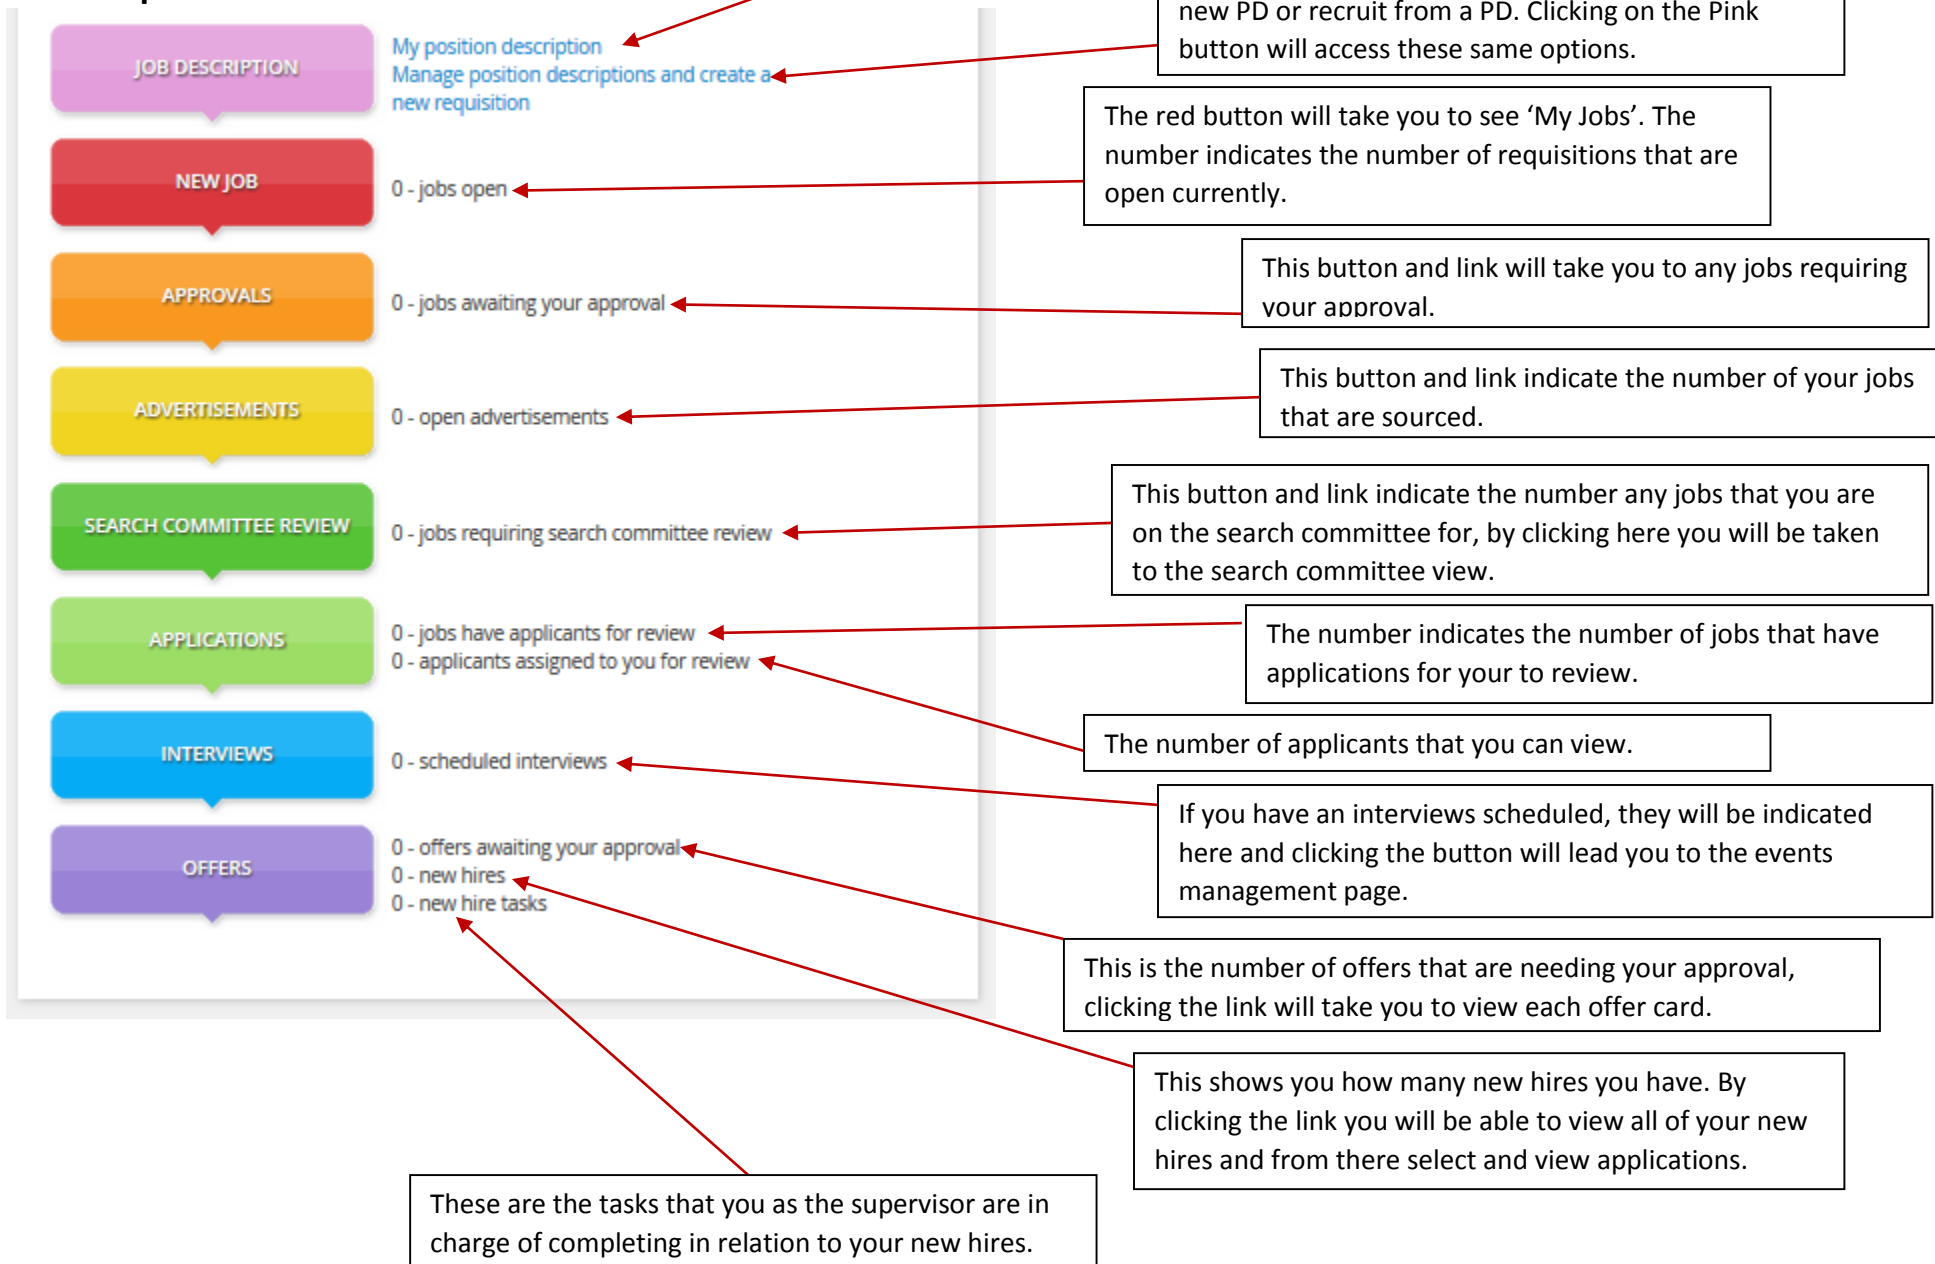 new PD or recruit from a PD. Clicking on the Pink
button will access these same options.
JOB DESCRIPTION
My position description
Manage position descriptions and create a
new requisition
The red button will take you to see ‘My Jobs’. The
number indicates the number of requisitions that are
open currently.
NEW JOB
0 - jobs open
This button and link will take you to any jobs requiring
your approval.
APPROVALS
0 - jobs awaiting your approval
This button and link indicate the number of your jobs
that are sourced.
ADVERTISEMENTS
0 - open advertisements
This button and link indicate the number any jobs that you are
on the search committee for, by clicking here you will be taken
to the search committee view.
SEARCH COMMITTEE REVIEW
0 - jobs requiring search committee review
APPLICATIONS
0 - jobs have applicants for review
0 - applicants assigned to you for review
The number indicates the number of jobs that have
applications for your to review.
The number of applicants that you can view.
INTERVIEWS
0 - scheduled interviews
If you have an interviews scheduled, they will be indicated
here and clicking the button will lead you to the events
management page.
OFFERS
0 - offers awaiting your approval
0 - new hires
0 - new hire tasks
This is the number of offers that are needing your approval,
clicking the link will take you to view each offer card.
This shows you how many new hires you have. By
clicking the link you will be able to view all of your new
hires and from there select and view applications.
These are the tasks that you as the supervisor are in
charge of completing in relation to your new hires.